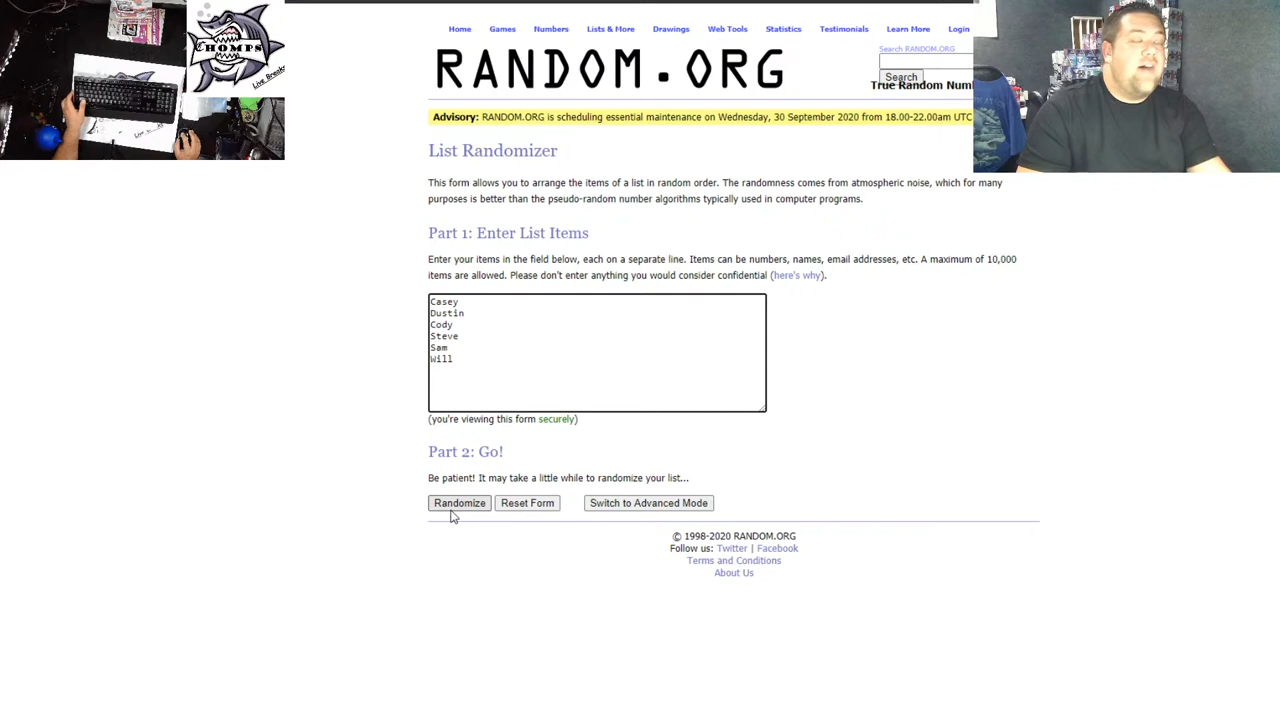 CHOMPS
Live Breaks
Home Games Numbers Lists & More Drawings Web Tools Statistics Testimonials Learn More Login
RANDOM.ORG
Search RANDOM.ORG
Search
True Random Num
Advisory: RANDOM.ORG is scheduling essential maintenance on Wednesday, 30 September 2020 from 18.00-22.00am UTC
List Randomizer
This form allows you to arrange the items of a list in random order. The randomness comes from atmospheric noise, which for many
purposes is better than the pseudo-random number algorithms typically used in computer programs.
Part 1: Enter List Items
Enter your items in the field below, each on a separate line. Items can be numbers, names, email addresses, etc. A maximum of 10,000
items are allowed. Please don't enter anything you would consider confidential (here's why).
Casey
Dustin
Cody
Steve
Sam
Will
(you're viewing this form securely)
Part 2: Go!
Be patient! It may take a little while to randomize your list...
Randomize Reset Form Switch to Advanced Mode
© 1998-2020 RANDOM.ORG
Follow us: Twitter | Facebook
Terms and Conditions
About Us